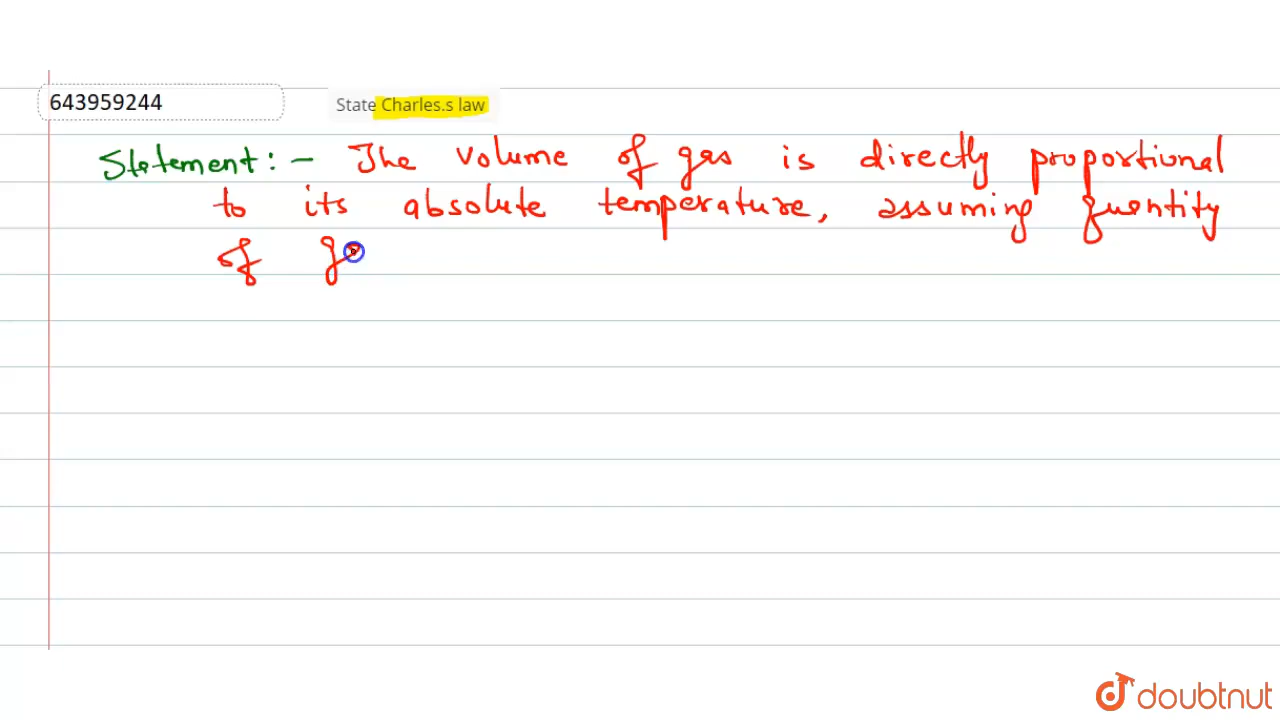 643959244
State Charles.s law
Statement:- The volume of gas is directly proportional
to its absolute temperature, assuming quantity
of
doubtnut